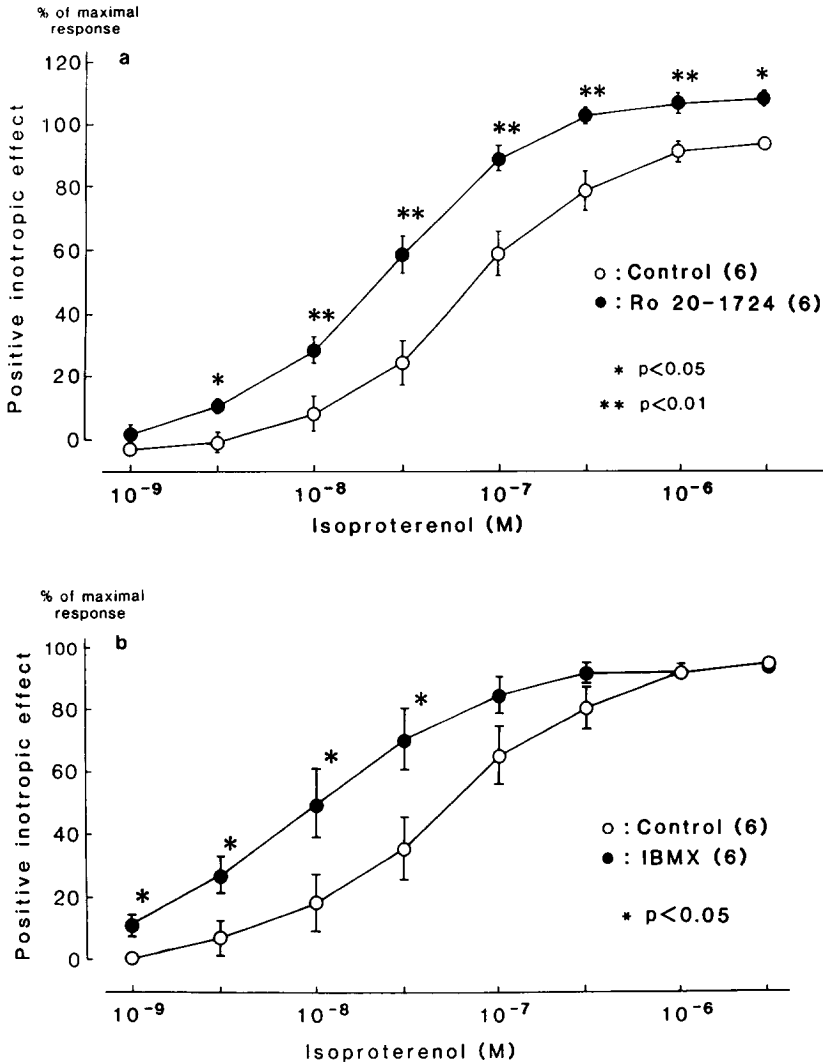 % of maximal
response
a
120
100
80
60
40
20
0
Positive inotropic effect
* ** ** ** ** ** *
○ : Control (6)
● : Ro 20-1724 (6)
* p<0.05
** p<0.01
10⁻⁹ 10⁻⁸ 10⁻⁷ 10⁻⁶
Isoproterenol (M)
% of maximal
response
b
100
80
60
40
20
0
Positive inotropic effect
* * * *
○ : Control (6)
● : IBMX (6)
* p<0.05
10⁻⁹ 10⁻⁸ 10⁻⁷ 10⁻⁶
Isoproterenol (M)